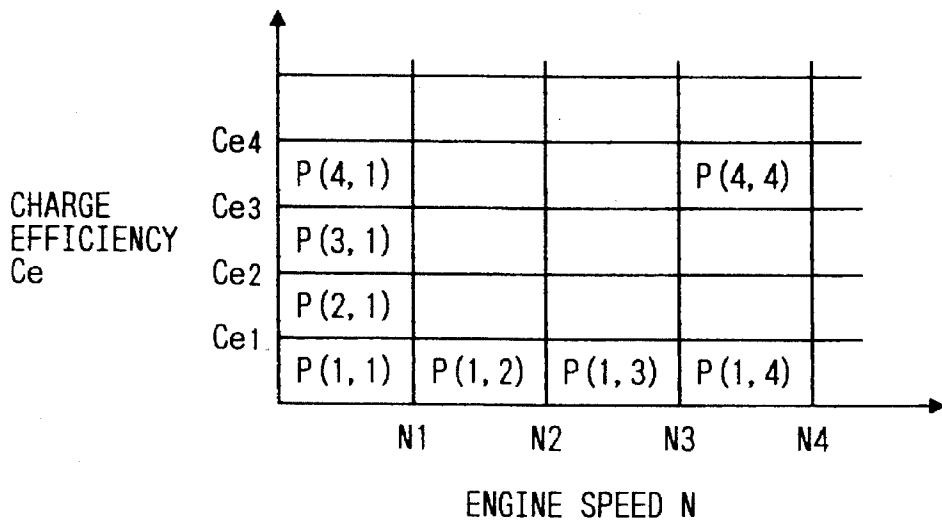 Ce4
P(4,1) P(4,4)
CHARGE
EFFICIENCY
Ce
Ce3
P(3,1)
Ce2
P(2,1)
Ce1
P(1,1) P(1,2) P(1,3) P(1,4)
N1 N2 N3 N4
ENGINE SPEED N